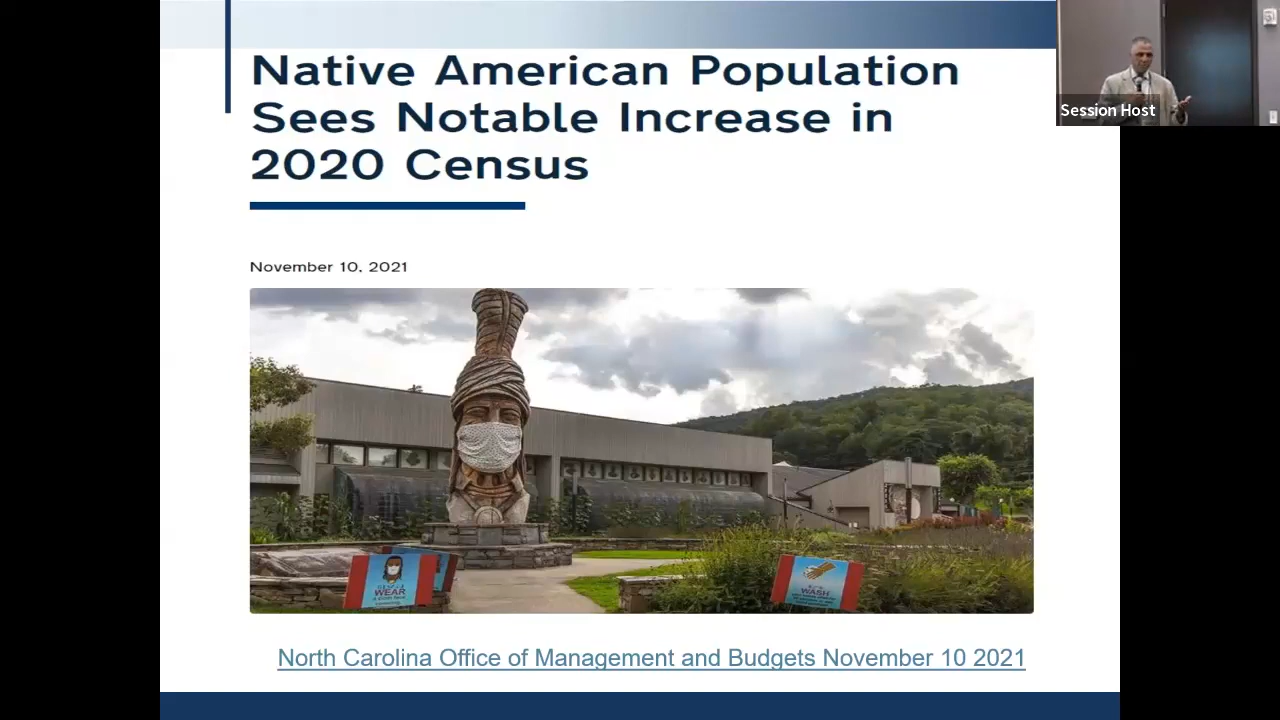 Native American Population
Sees Notable Increase in
2020 Census
November 10, 2021
Session Host
WEAR
WASH
North Carolina Office of Management and Budgets November 10 2021